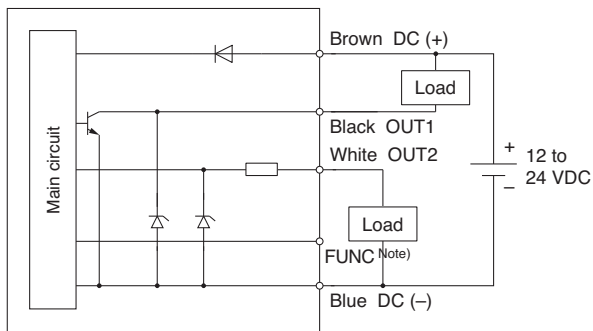 Brown DC (+)
Load
Main circuit
Black OUT1
White OUT2
+
12 to
24 VDC
–
Load
FUNC Note)
Blue DC (–)